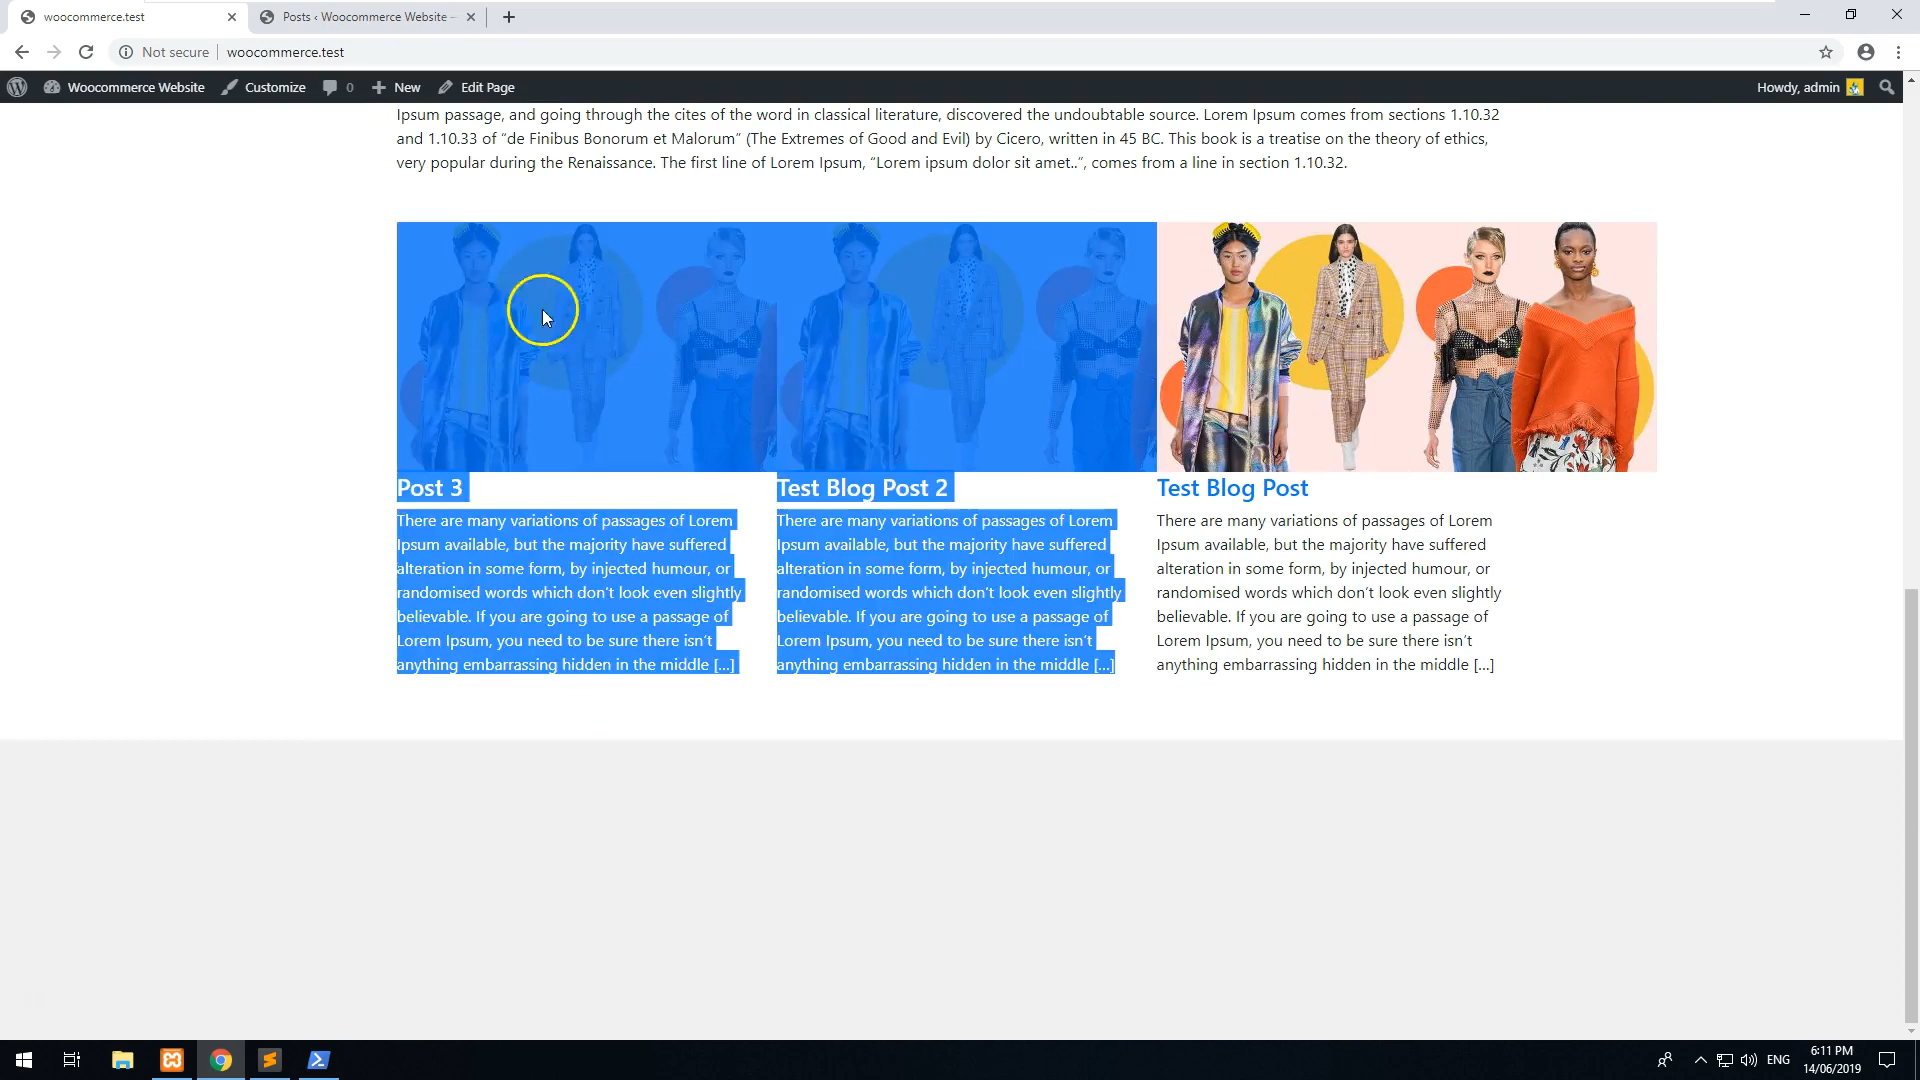 woocommerce.test
Posts ‹ Woocommerce Website –
Not secure
woocommerce.test
Woocommerce Website
Customize
0
New
Edit Page
Howdy, admin
Ipsum passage, and going through the cites of the word in classical literature, discovered the undoubtable source. Lorem Ipsum comes from sections 1.10.32
and 1.10.33 of “de Finibus Bonorum et Malorum” (The Extremes of Good and Evil) by Cicero, written in 45 BC. This book is a treatise on the theory of ethics,
very popular during the Renaissance. The first line of Lorem Ipsum, “Lorem ipsum dolor sit amet..”, comes from a line in section 1.10.32.
Post 3
There are many variations of passages of Lorem
Ipsum available, but the majority have suffered
alteration in some form, by injected humour, or
randomised words which don’t look even slightly
believable. If you are going to use a passage of
Lorem Ipsum, you need to be sure there isn’t
anything embarrassing hidden in the middle […]
Test Blog Post 2
There are many variations of passages of Lorem
Ipsum available, but the majority have suffered
alteration in some form, by injected humour, or
randomised words which don’t look even slightly
believable. If you are going to use a passage of
Lorem Ipsum, you need to be sure there isn’t
anything embarrassing hidden in the middle […]
Test Blog Post
There are many variations of passages of Lorem
Ipsum available, but the majority have suffered
alteration in some form, by injected humour, or
randomised words which don’t look even slightly
believable. If you are going to use a passage of
Lorem Ipsum, you need to be sure there isn’t
anything embarrassing hidden in the middle […]
ENG
6:11 PM
14/06/2019